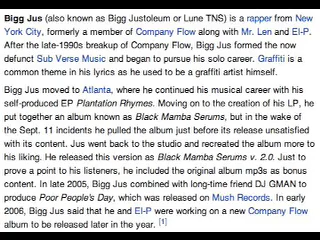 Bigg Jus (also known as Bigg Justoleum or Lune TNS) is a rapper from New
York City, formerly a member of Company Flow along with Mr. Len and El-P.
After the late-1990s breakup of Company Flow, Bigg Jus formed the now
defunct Sub Verse Music and began to pursue his solo career. Graffiti is a
common theme in his lyrics as he used to be a graffiti artist himself.
Bigg Jus moved to Atlanta, where he continued his musical career with his
self-produced EP Plantation Rhymes. Moving on to the creation of his LP, he
put together an album known as Black Mamba Serums, but in the wake of
the Sept. 11 incidents he pulled the album just before its release unsatisfied
with its content. Jus went back to the studio and recreated the album more to
his liking. He released this version as Black Mamba Serums v. 2.0. Just to
prove a point to his listeners, he included the original album mp3s as bonus
content. In late 2005, Bigg Jus combined with long-time friend DJ GMAN to
produce Poor People's Day, which was released on Mush Records. In early
2006, Bigg Jus said that he and El-P were working on a new Company Flow
album to be released later in the year. [1]